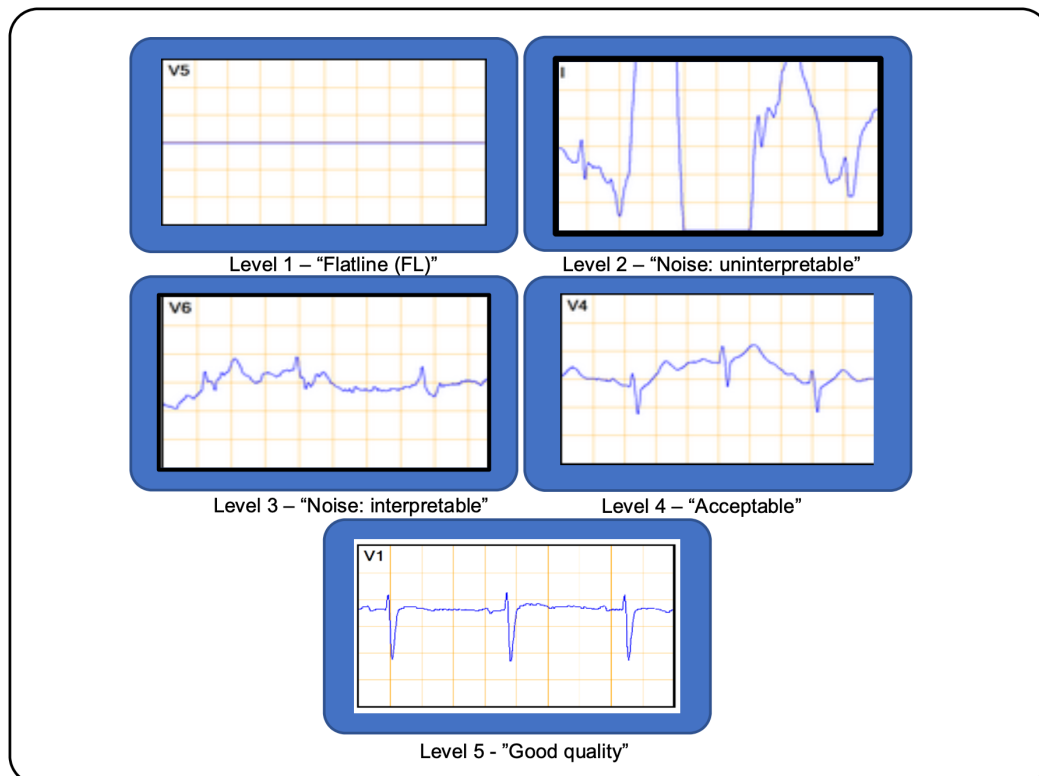 V5
I
Level 1 – “Flatline (FL)”
Level 2 – “Noise: uninterpretable”
V6
V4
Level 3 – “Noise: interpretable”
Level 4 – “Acceptable”
V1
Level 5 - ”Good quality”